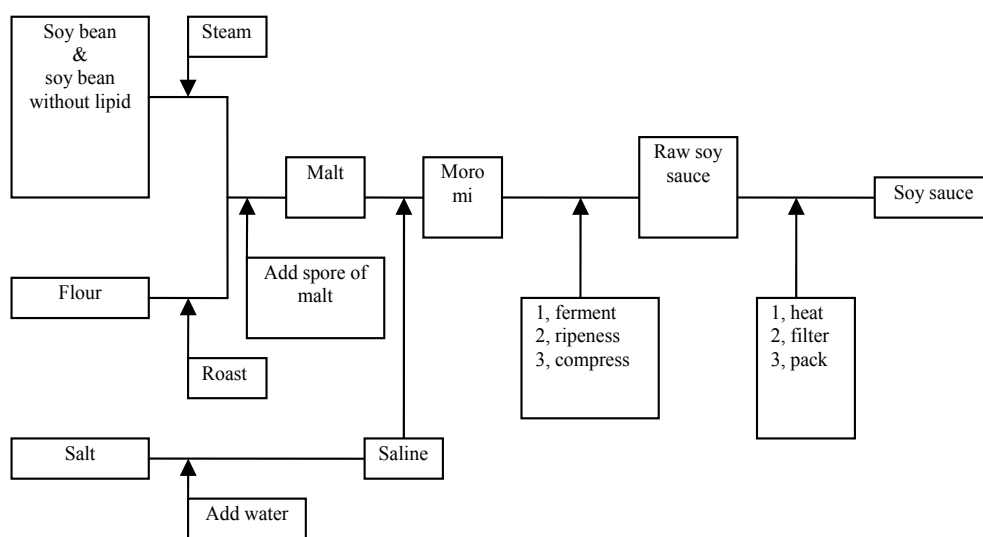 Soy bean
&
soy bean
without lipid
Steam
Malt
Moro
mi
Raw soy
sauce
Soy sauce
Add spore of
malt
Flour
1, ferment
2, ripeness
3, compress
1, heat
2, filter
3, pack
Roast
Salt
Saline
Add water